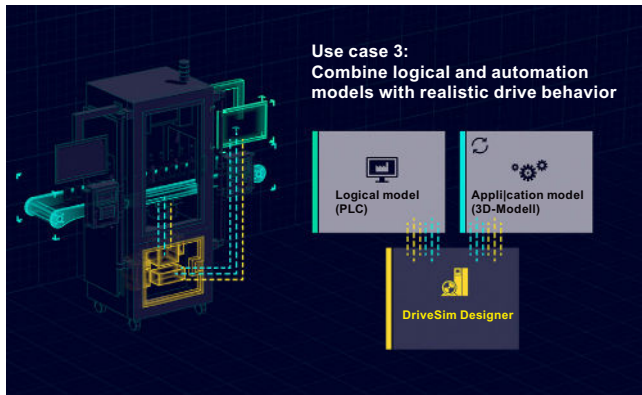 Use case 3:
Combine logical and automation
models with realistic drive behavior
Logical model
(PLC)
Appli|cation model
(3D-Modell)
DriveSim Designer